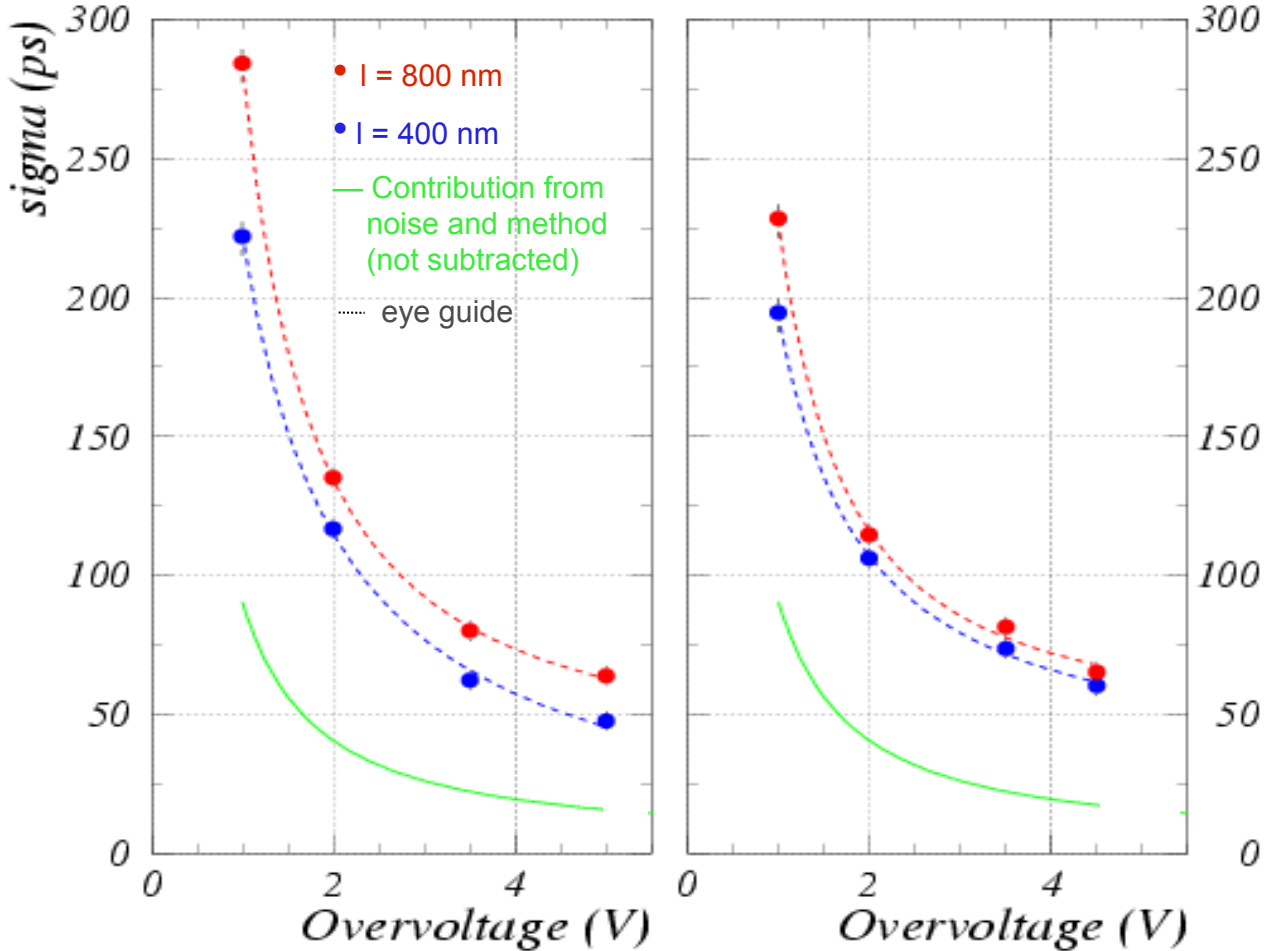 sigma (ps)
300
250
200
150
100
50
0
• l = 800 nm
• l = 400 nm
— Contribution from
noise and method
(not subtracted)
eye guide
0 2 4
Overvoltage (V)
300
250
200
150
100
50
0
0 2 4
Overvoltage (V)